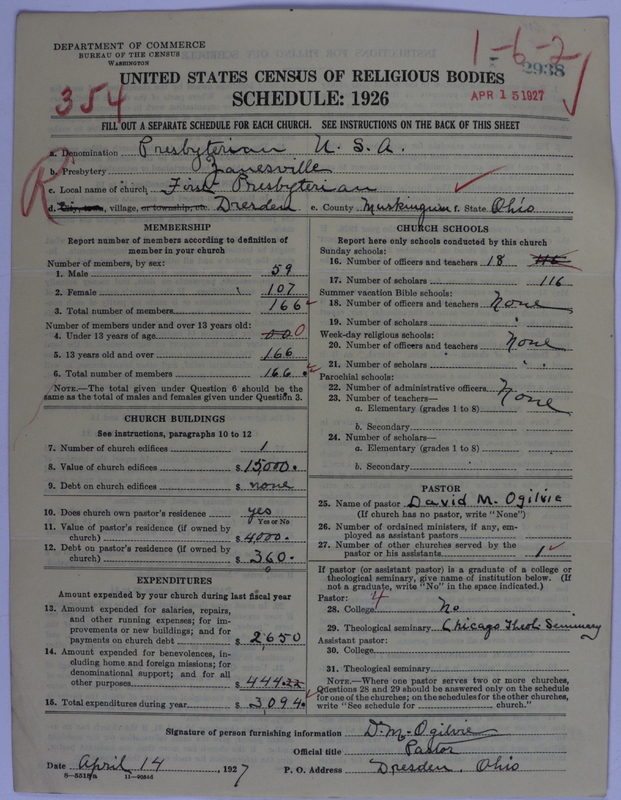 DEPARTMENT OF COMMERCE
BUREAU OF THE CENSUS
WASHINGTON
1-6-2
2938
UNITED STATES CENSUS OF RELIGIOUS BODIES
354
SCHEDULE: 1926
APR 15 1927
FILL OUT A SEPARATE SCHEDULE FOR EACH CHURCH. SEE INSTRUCTIONS ON THE BACK OF THIS SHEET
R
a. Denomination Presbyterian U. S. A.
b. Presbytery Zanesville
c. Local name of church First Presbyterian
d. City, town, village, or township, etc. Dresden e. County Muskingum f. State Ohio
MEMBERSHIP
Report number of members according to definition of member in your church
Number of members, by sex:
1. Male 59
2. Female 107
3. Total number of members 166
Number of members under and over 13 years old:
4. Under 13 years of age 00 0
5. 13 years old and over 166
6. Total number of members 166.
NOTE.—The total given under Question 6 should be the
same as the total of males and females given under Question 3.
CHURCH BUILDINGS
See instructions, paragraphs 10 to 12
7. Number of church edifices 1
8. Value of church edifices $ 15,000.
9. Debt on church edifices $ none
10. Does church own pastor's residence yes
Yes or No
11. Value of pastor's residence (if owned by
church) $ 4000.
12. Debt on pastor's residence (if owned by
church) $ 360.
EXPENDITURES
Amount expended by your church during last fiscal year
13. Amount expended for salaries, repairs,
and other running expenses; for im-
provements or new buildings; and for
payments on church debt $ 2,650
14. Amount expended for benevolences, in-
cluding home and foreign missions; for
denominational support; and for all
other purposes $ 444.22
15. Total expenditures during year $ 3,094.
CHURCH SCHOOLS
Report here only schools conducted by this church
Sunday schools:
16. Number of officers and teachers 18 116
17. Number of scholars 116
Summer vacation Bible schools:
18. Number of officers and teachers None
19. Number of scholars "
Week-day religious schools:
20. Number of officers and teachers None
21. Number of scholars "
Parochial schools:
22. Number of administrative officers None
23. Number of teachers—
a. Elementary (grades 1 to 8)
b. Secondary
24. Number of scholars—
a. Elementary (grades 1 to 8)
b. Secondary
PASTOR
25. Name of pastor David M. Ogilvie
(If church has no pastor, write "None")
26. Number of ordained ministers, if any, em-
ployed as assistant pastors
27. Number of other churches served by the
pastor or his assistants 1
If pastor (or assistant pastor) is a graduate of a college or
theological seminary, give name of institution below. (If
not a graduate, write "No" in the space indicated.)
Pastor: 4
28. College No
29. Theological seminary Chicago Theol. Seminary
Assistant pastor:
30. College
31. Theological seminary
NOTE.—Where one pastor serves two or more churches,
Questions 28 and 29 should be answered only on the schedule
for one of the churches; on the schedules for the other churches,
write "See schedule for church."
Signature of person furnishing information D. M. Ogilvie
Official title Pastor
Date April 14, 1927 P. O. Address Dresden, Ohio